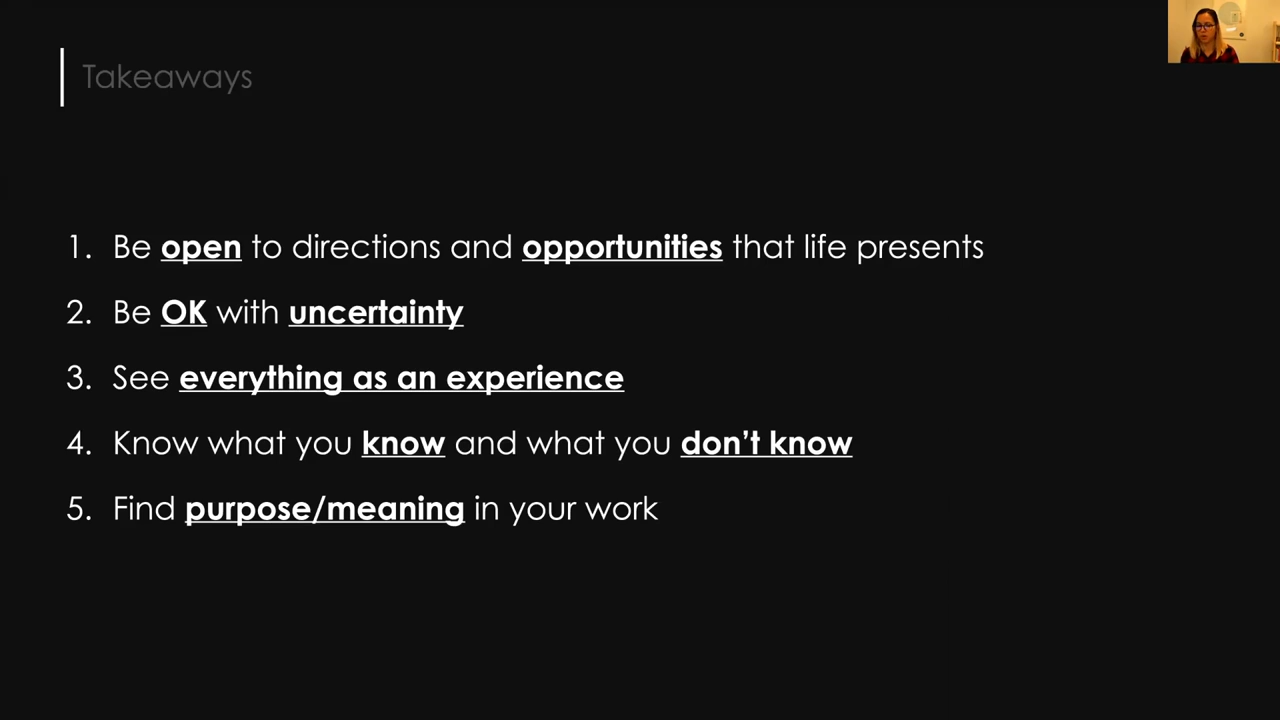 Takeaways
1. Be open to directions and opportunities that life presents
2. Be OK with uncertainty
3. See everything as an experience
4. Know what you know and what you don’t know
5. Find purpose/meaning in your work